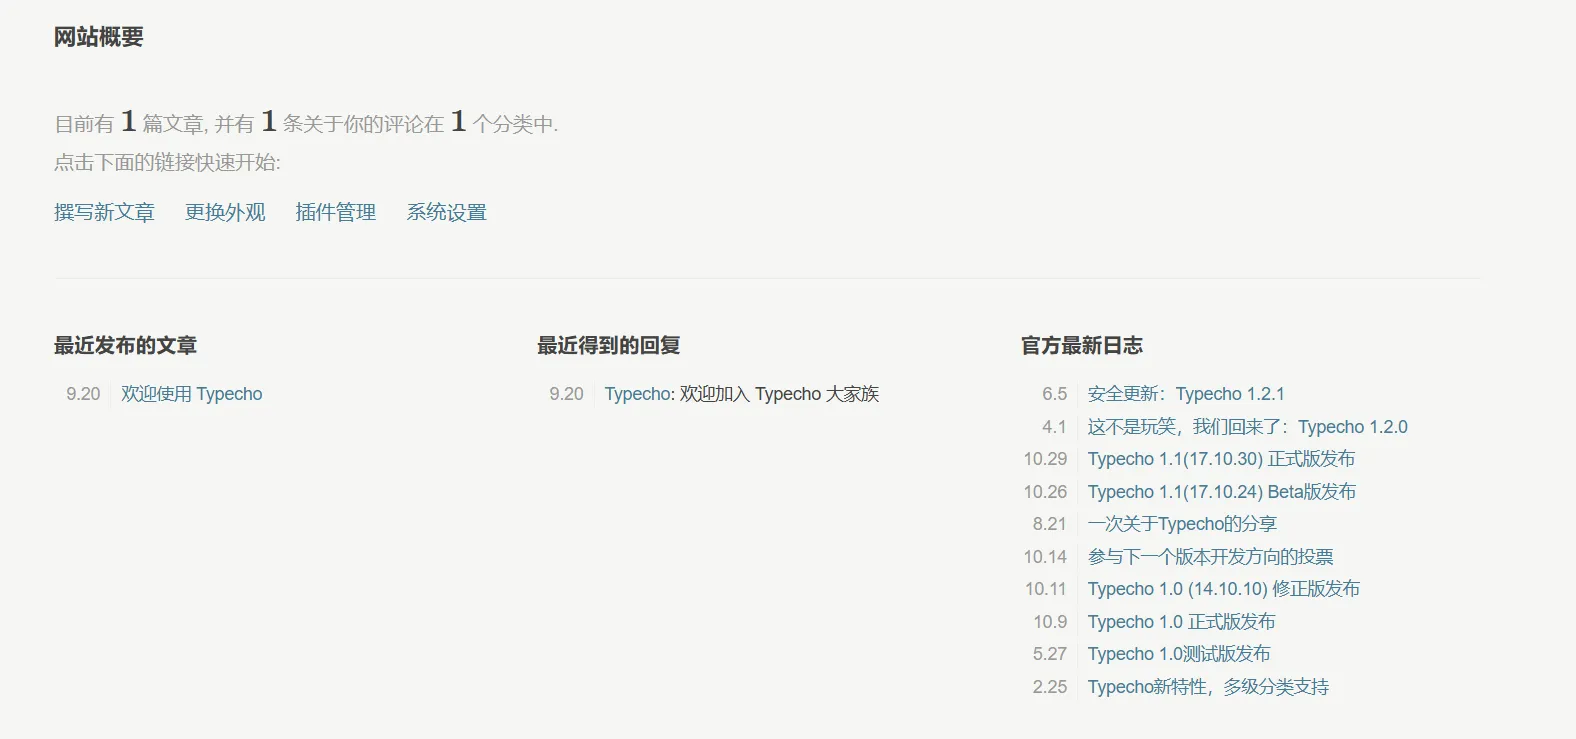 网站概要
目前有 1 篇文章, 并有 1 条关于你的评论在 1 个分类中.
点击下面的链接快速开始:
撰写新文章 更换外观 插件管理 系统设置
最近发布的文章
9.20 欢迎使用 Typecho
最近得到的回复
9.20 Typecho: 欢迎加入 Typecho 大家族
官方最新日志
6.5 安全更新：Typecho 1.2.1
4.1 这不是玩笑，我们回来了：Typecho 1.2.0
10.29 Typecho 1.1(17.10.30) 正式版发布
10.26 Typecho 1.1(17.10.24) Beta版发布
8.21 一次关于Typecho的分享
10.14 参与下一个版本开发方向的投票
10.11 Typecho 1.0 (14.10.10) 修正版发布
10.9 Typecho 1.0 正式版发布
5.27 Typecho 1.0测试版发布
2.25 Typecho新特性，多级分类支持